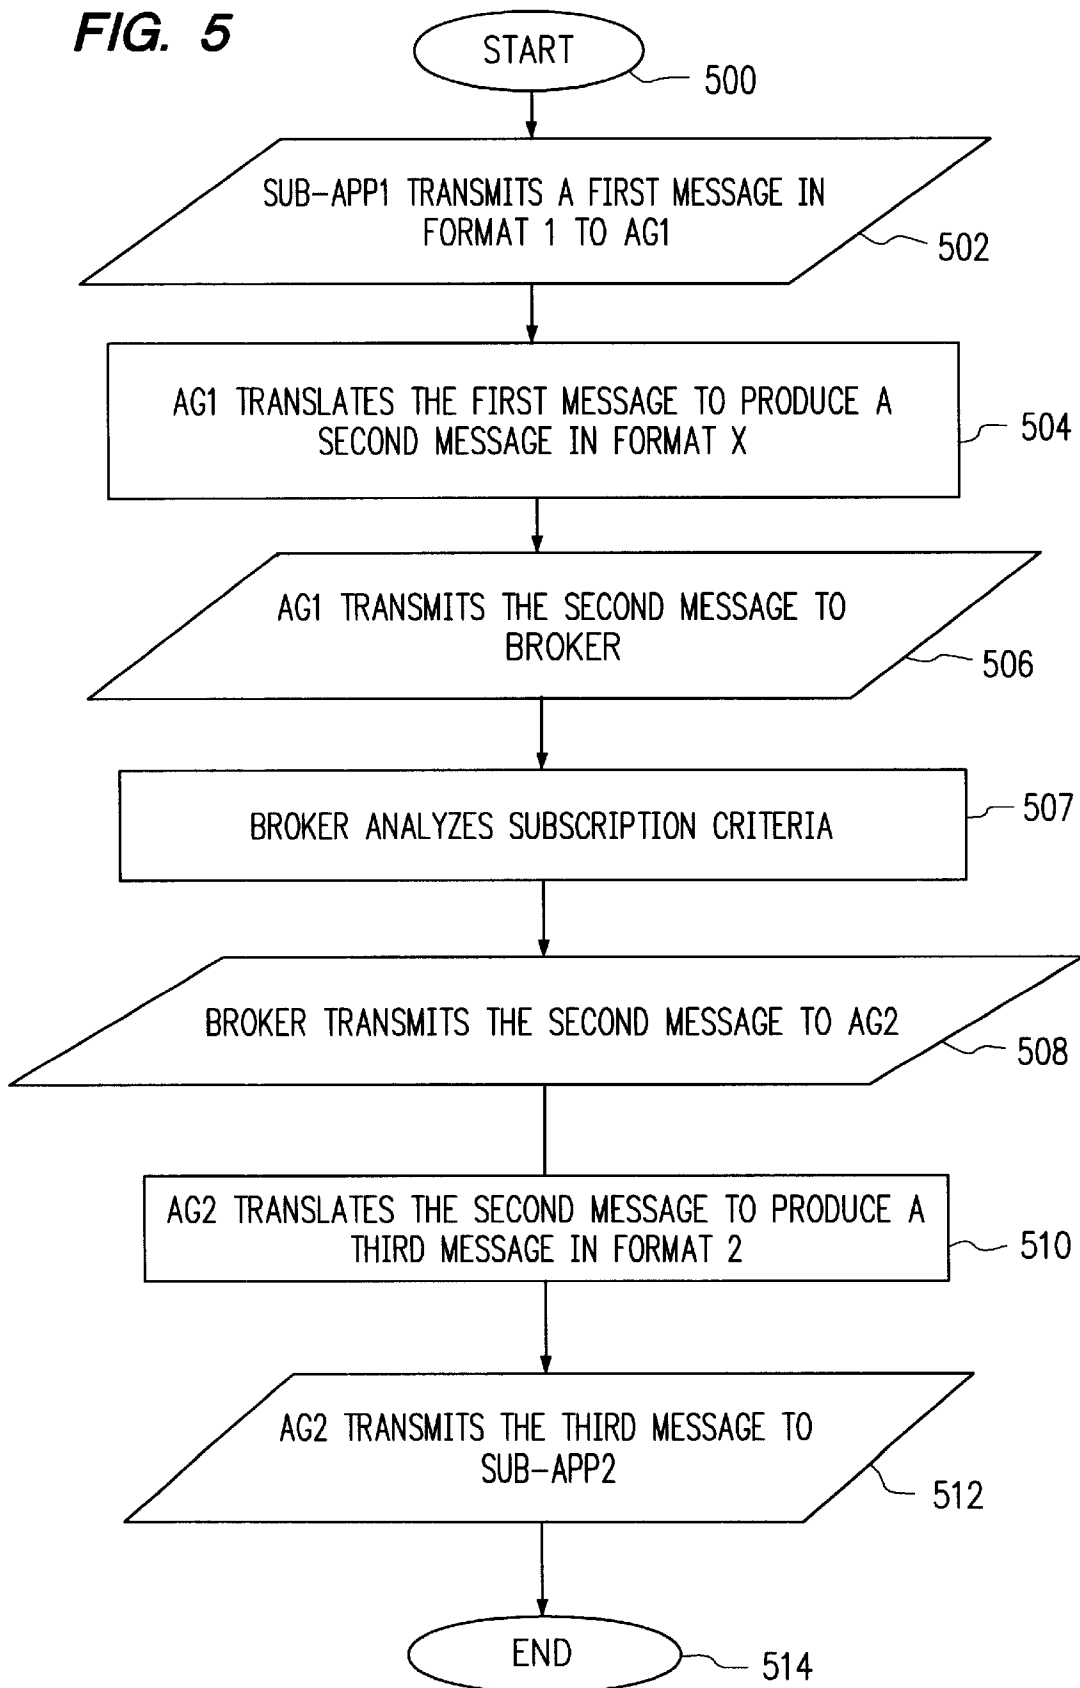 FIG. 5
START
500
SUB-APP1 TRANSMITS A FIRST MESSAGE IN
FORMAT 1 TO AG1
502
AG1 TRANSLATES THE FIRST MESSAGE TO PRODUCE A
SECOND MESSAGE IN FORMAT X
504
AG1 TRANSMITS THE SECOND MESSAGE TO
BROKER
506
BROKER ANALYZES SUBSCRIPTION CRITERIA
507
BROKER TRANSMITS THE SECOND MESSAGE TO AG2
508
AG2 TRANSLATES THE SECOND MESSAGE TO PRODUCE A
THIRD MESSAGE IN FORMAT 2
510
AG2 TRANSMITS THE THIRD MESSAGE TO
SUB-APP2
512
END
514